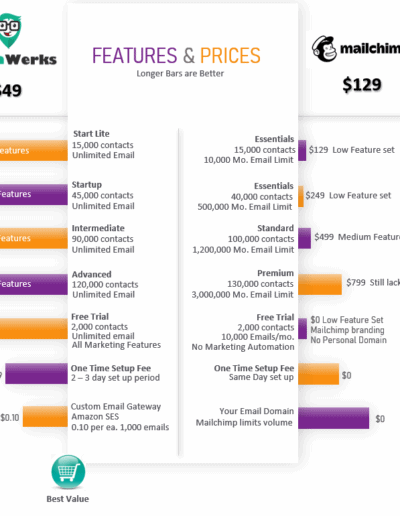 Werks
$49
FEATURES & PRICES
Longer Bars are Better
mailchimp
$129
Features
Start Lite
15,000 contacts
Unlimited Email
Essentials
15,000 contacts
10,000 Mo. Email Limit
$129 Low Feature set
Features
Startup
45,000 contacts
Unlimited Email
Essentials
40,000 contacts
500,000 Mo. Email Limit
$249 Low Feature set
Features
Intermediate
90,000 contacts
Unlimited Email
Standard
100,000 contacts
1,200,000 Mo. Email Limit
$499 Medium Feature
Features
Advanced
120,000 contacts
Unlimited Email
Premium
130,000 contacts
3,000,000 Mo. Email Limit
$799 Still lack
Free Trial
2,000 contacts
Unlimited email
All Marketing Features
Free Trial
2,000 contacts
10,000 Emails/mo.
No Marketing Automation
$0 Low Feature Set
Mailchimp branding
No Personal Domain
One Time Setup Fee
2 – 3 day set up period
One Time Setup Fee
Same Day set up
$0
$0.10
Custom Email Gateway
Amazon SES
0.10 per ea. 1,000 emails
Your Email Domain
Mailchimp limits volume
$0
Best Value